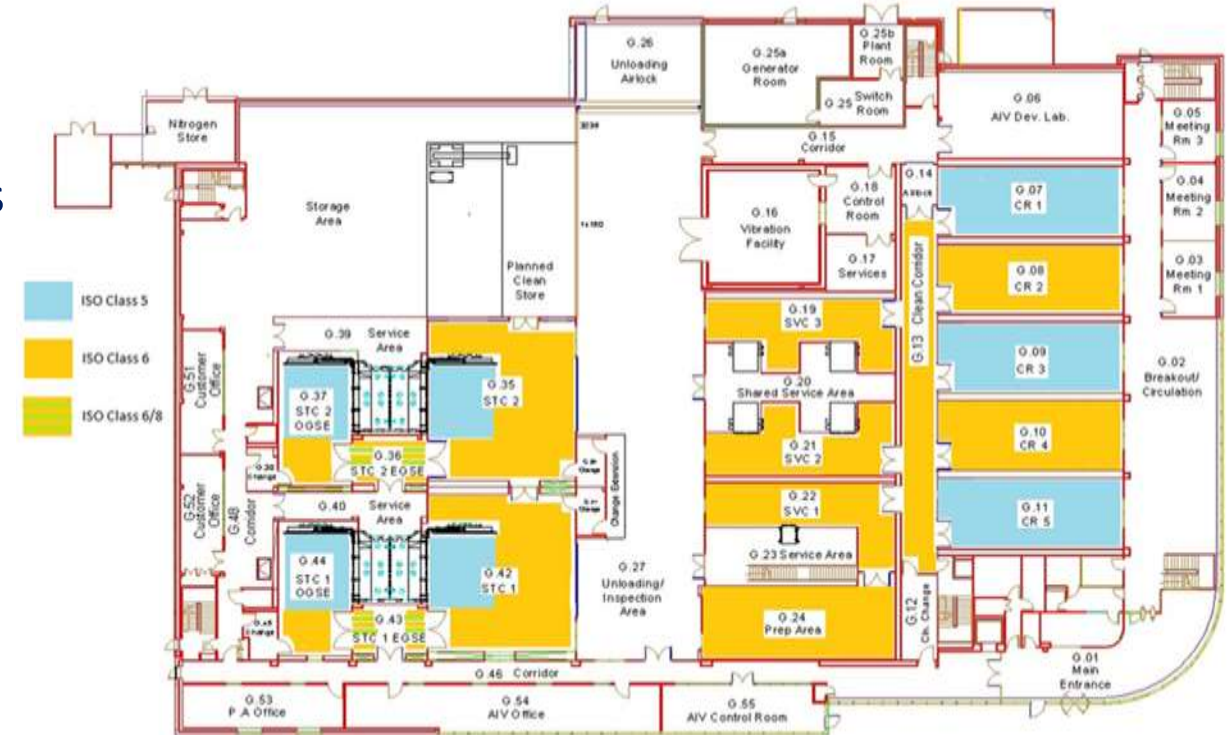 G.26
Unloading
Airlock
G.25a
Generator
Room
G.25b
Plant
Room
G.25
Switch
Room
G.06
AIV Dev. Lab.
Nitrogen
Store
G.15
Corridor
G.05
Meeting
Rm 3
G.14
Airlock
G.18
Control
Room
G.07
CR 1
G.04
Meeting
Rm 2
s
Storage
Area
G.16
Vibration
Facility
G.17
Services
G.13 Clean Corridor
G.08
CR 2
G.03
Meeting
Rm 1
Planned
Clean
Store
ISO Class 5
ISO Class 6
ISO Class 6/8
G.39 Service
Area
G.19
SVC 3
G.09
CR 3
G.02
Breakout/
Circulation
G.51
Customer
Office
G.37
STC 2
OGSE
G.35
STC 2
G.20
Shared Service Area
G.10
CR 4
G.36
STC 2 EGSE
G.21
SVC 2
Change
Change
Change Extension
G.52
Customer
Office
G.48
Corridor
G.40 Service
Area
G.22
SVC 1
G.11
CR 5
G.44
STC 1
OGSE
G.42
STC 1
G.23 Service Area
G.27
Unloading/
Inspection
Area
G.43
STC 1 EGSE
G.24
Prep Area
G.12
Cln. Change
G.01
Main
Entrance
G.46 Corridor
G.53
P.A Office
G.54
AIV Office
G.55
AIV Control Room